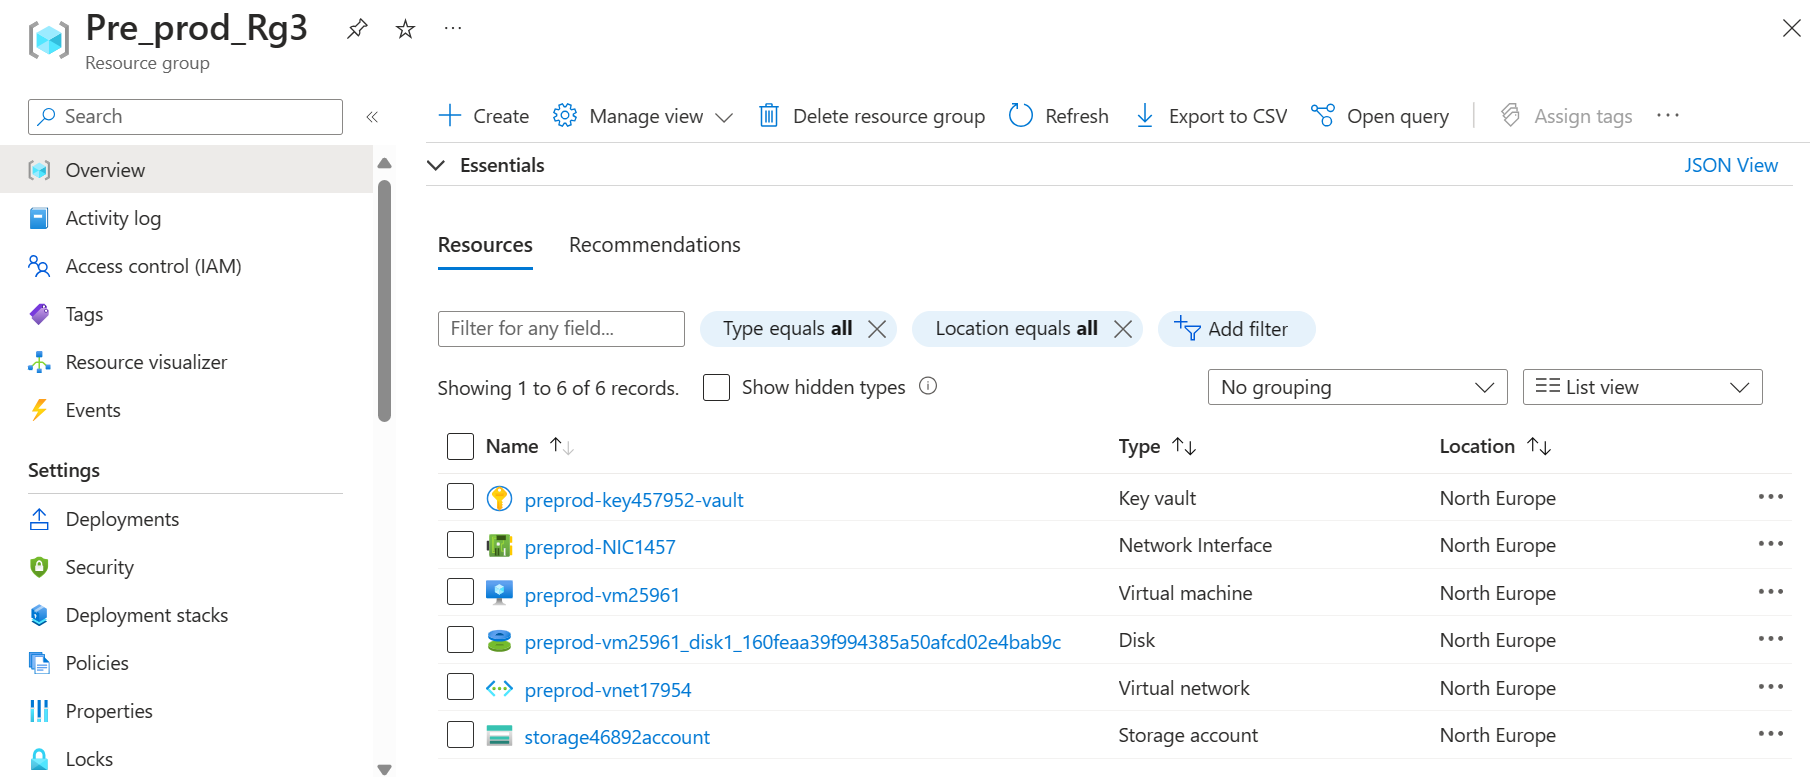 Pre_prod_Rg3
Resource group
Search
Create Manage view Delete resource group Refresh Export to CSV Open query Assign tags
Overview
Activity log
Access control (IAM)
Tags
Resource visualizer
Events
Settings
Deployments
Security
Deployment stacks
Policies
Properties
Locks
Essentials JSON View
Resources Recommendations
Filter for any field... Type equals all Location equals all Add filter
Showing 1 to 6 of 6 records. Show hidden types No grouping List view
Name Type Location
preprod-key457952-vault Key vault North Europe
preprod-NIC1457 Network Interface North Europe
preprod-vm25961 Virtual machine North Europe
preprod-vm25961_disk1_160feaa39f994385a50afcd02e4bab9c Disk North Europe
preprod-vnet17954 Virtual network North Europe
storage46892account Storage account North Europe